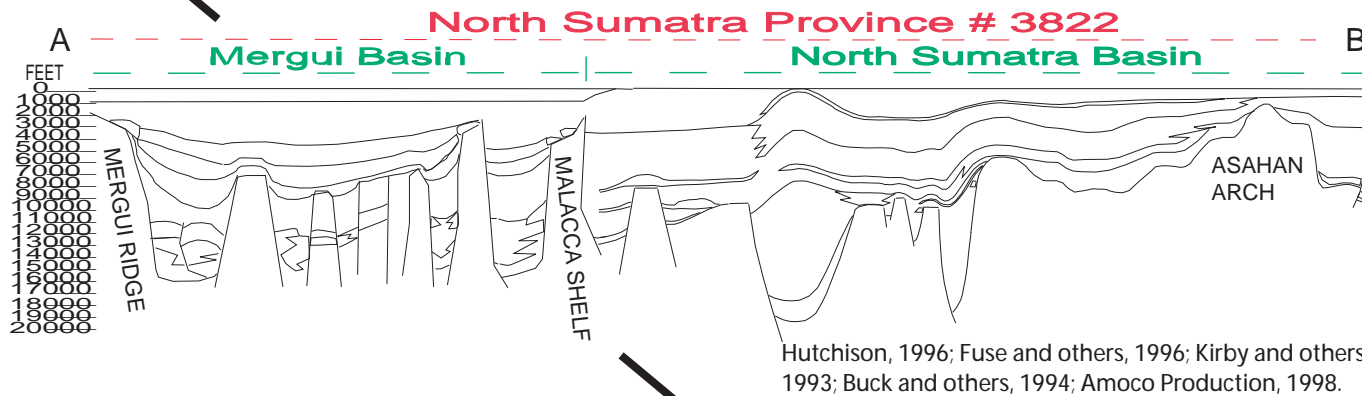 North Sumatra Province # 3822
A
B
Mergui Basin
North Sumatra Basin
FEET
0
1000
2000
3000
4000
5000
6000
7000
8000
9000
10000
11000
12000
13000
14000
15000
16000
17000
18000
19000
20000
MERGUI RIDGE
MALACCA SHELF
ASAHAN
ARCH
Hutchison, 1996; Fuse and others, 1996; Kirby and others
1993; Buck and others, 1994; Amoco Production, 1998.